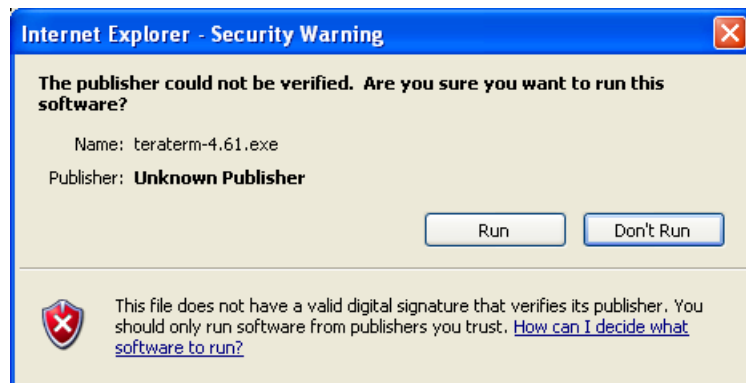 Internet Explorer - Security Warning
The publisher could not be verified. Are you sure you want to run this
software?
Name: teraterm-4.61.exe
Publisher: Unknown Publisher
Run Don't Run
This file does not have a valid digital signature that verifies its publisher. You
should only run software from publishers you trust. How can I decide what
software to run?